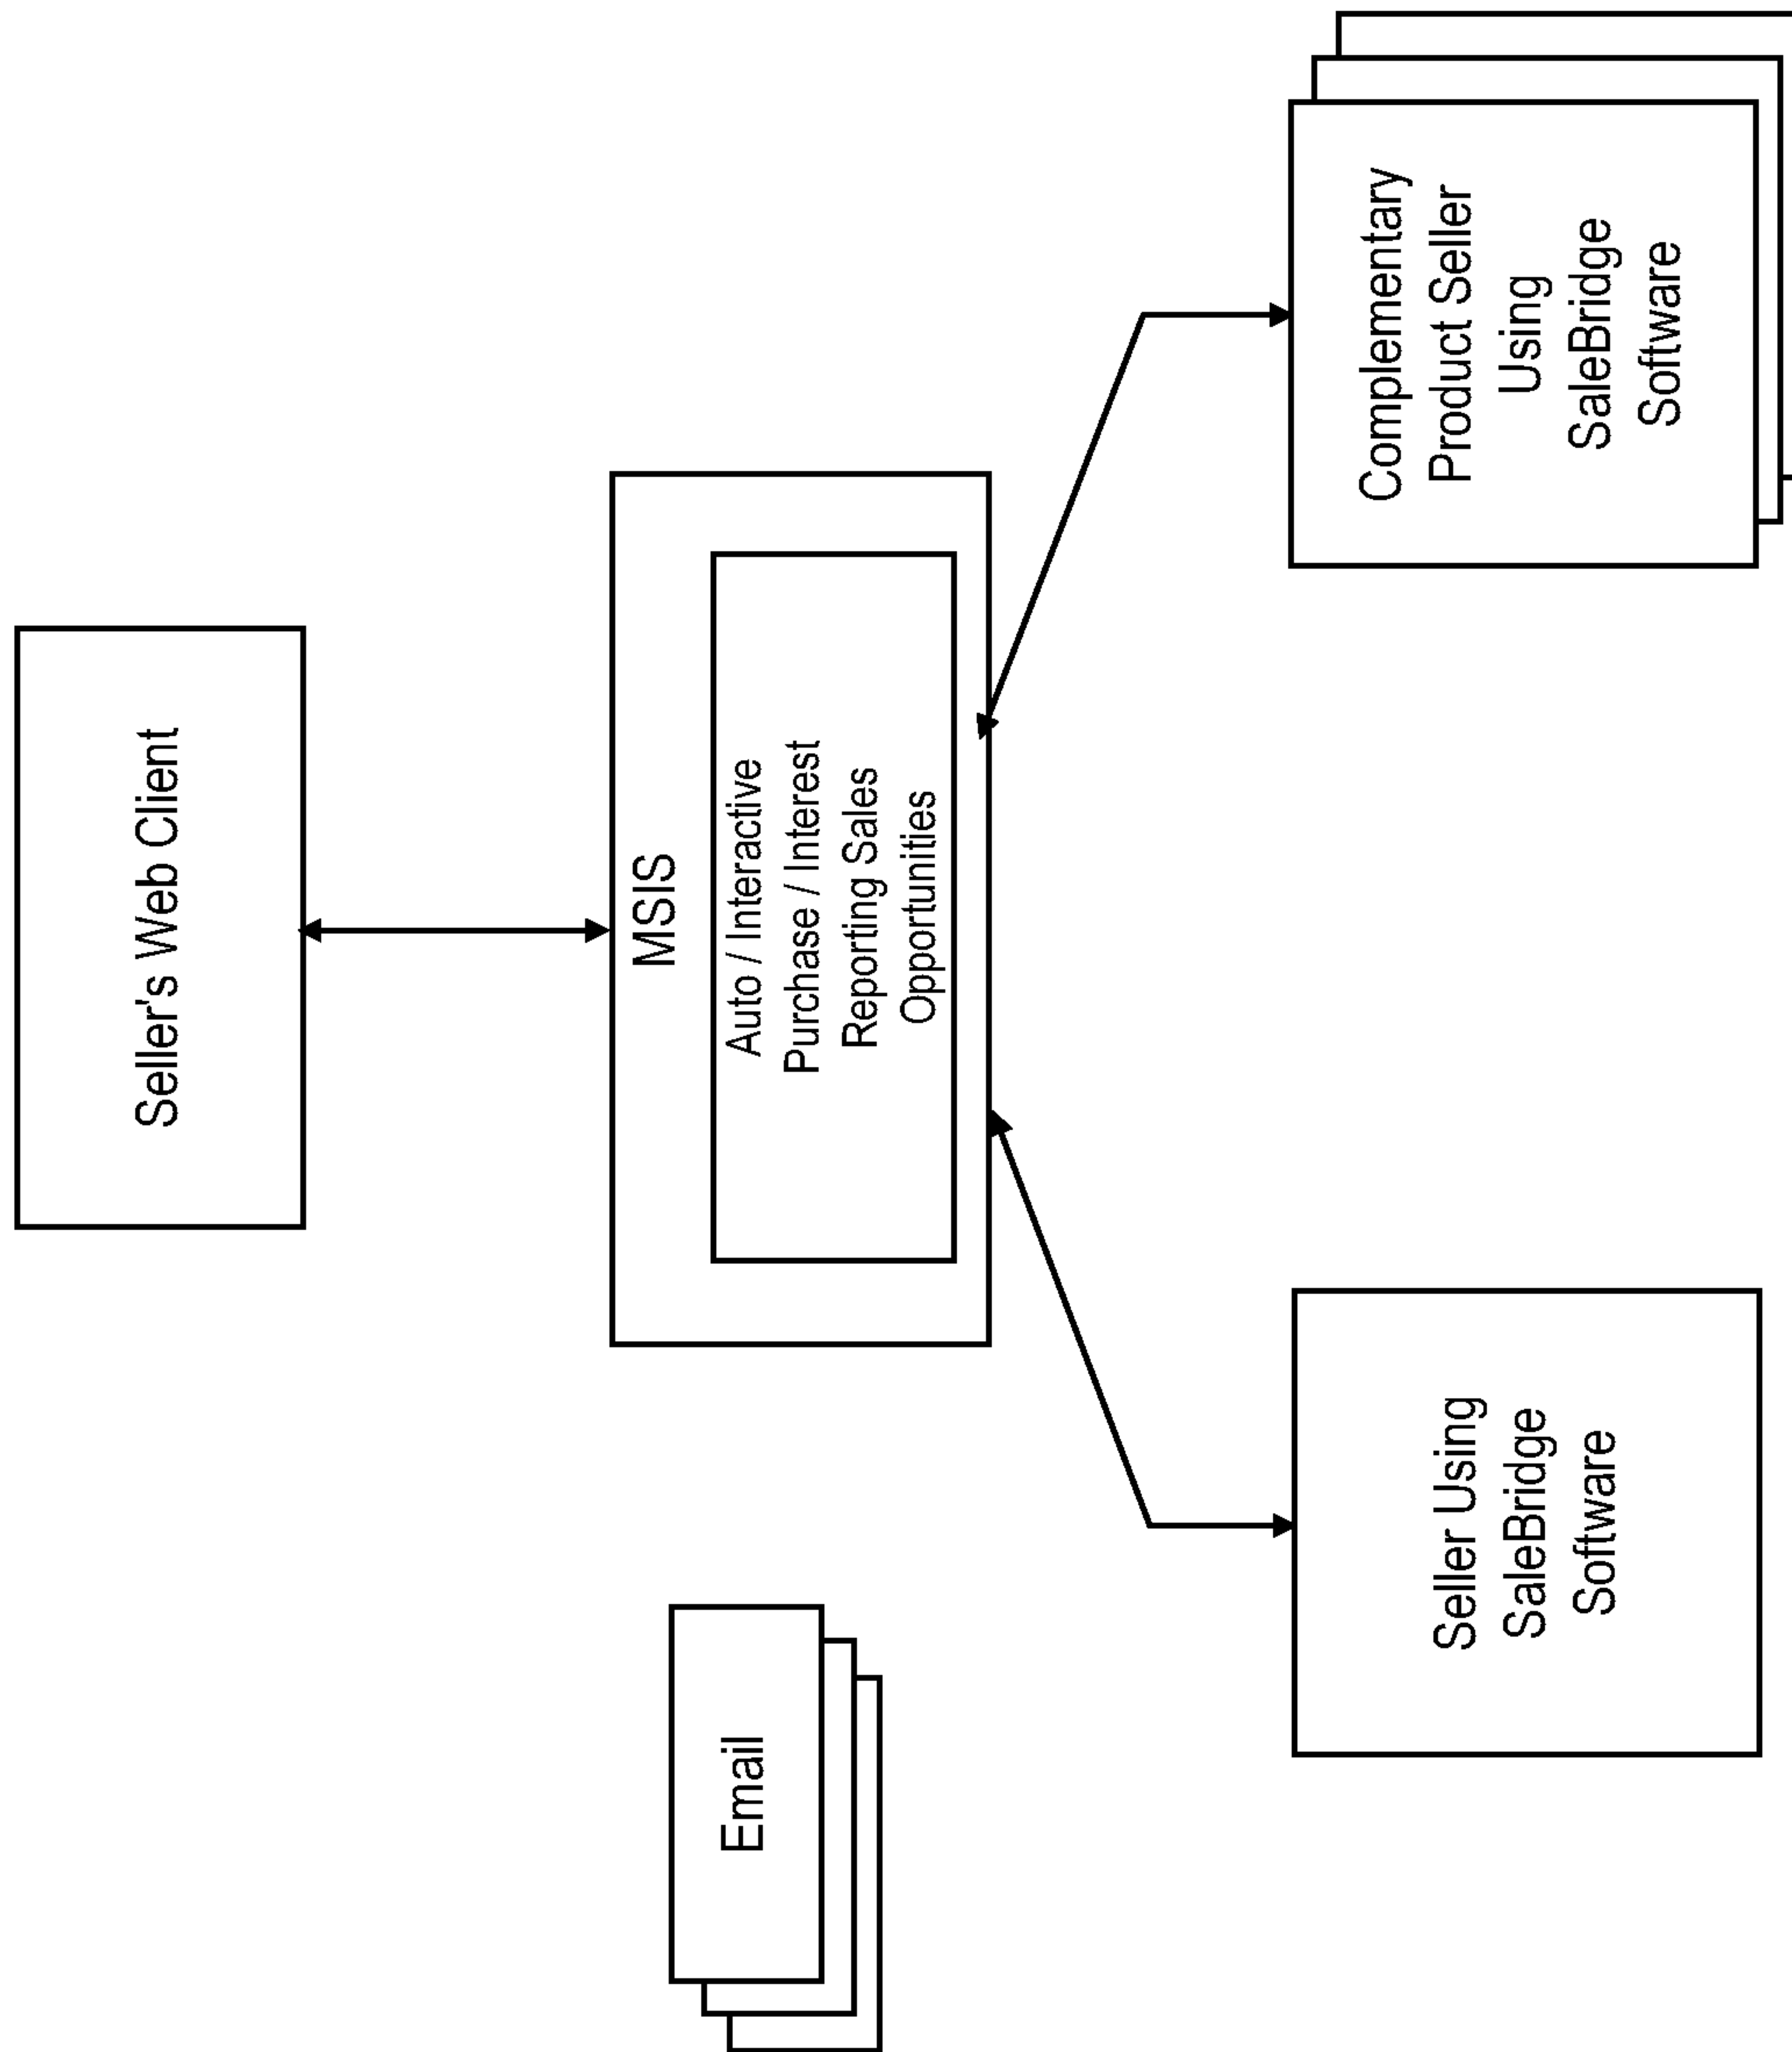 Seller's Web Client
MSIS
Auto / Interactive
Purchase / Interest
Reporting Sales
Opportunities
Email
Seller Using
SaleBridge
Software
Complementary
Product Seller
Using
SaleBridge
Software